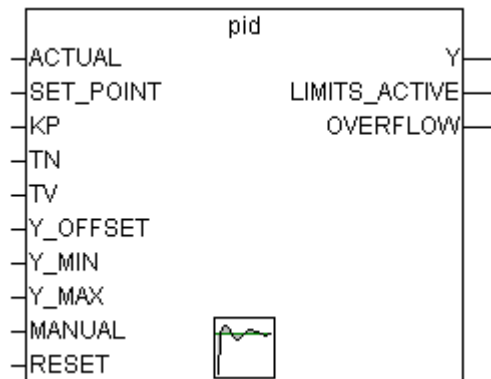 pid
ACTUAL Y
SET_POINT LIMITS_ACTIVE
KP OVERFLOW
TN
TV
Y_OFFSET
Y_MIN
Y_MAX
MANUAL
RESET